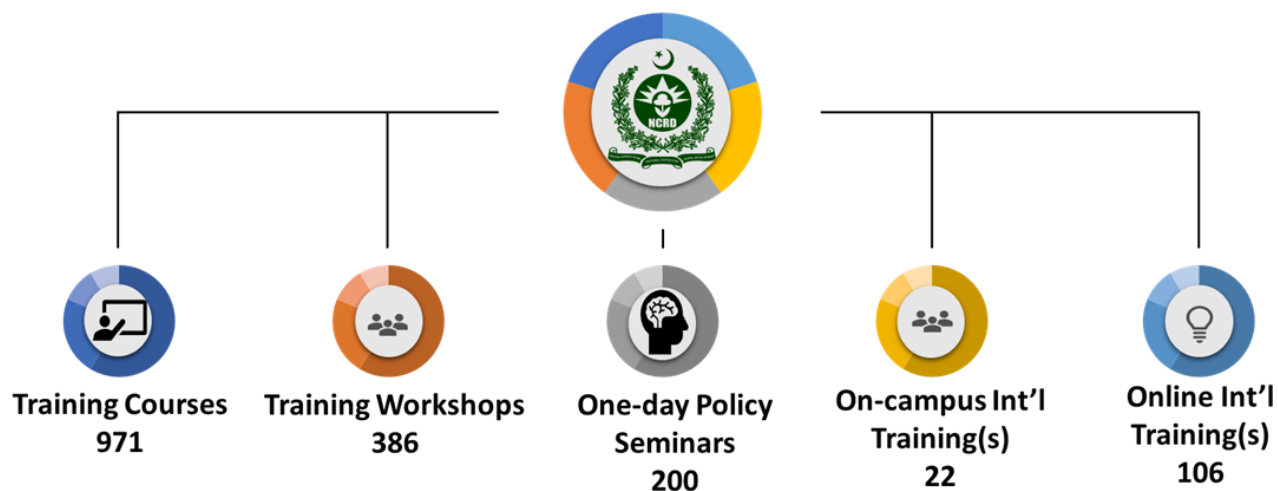 NCRD
Training Courses
971
Training Workshops
386
One-day Policy
Seminars
200
On-campus Int'l
Training(s)
22
Online Int'l
Training(s)
106